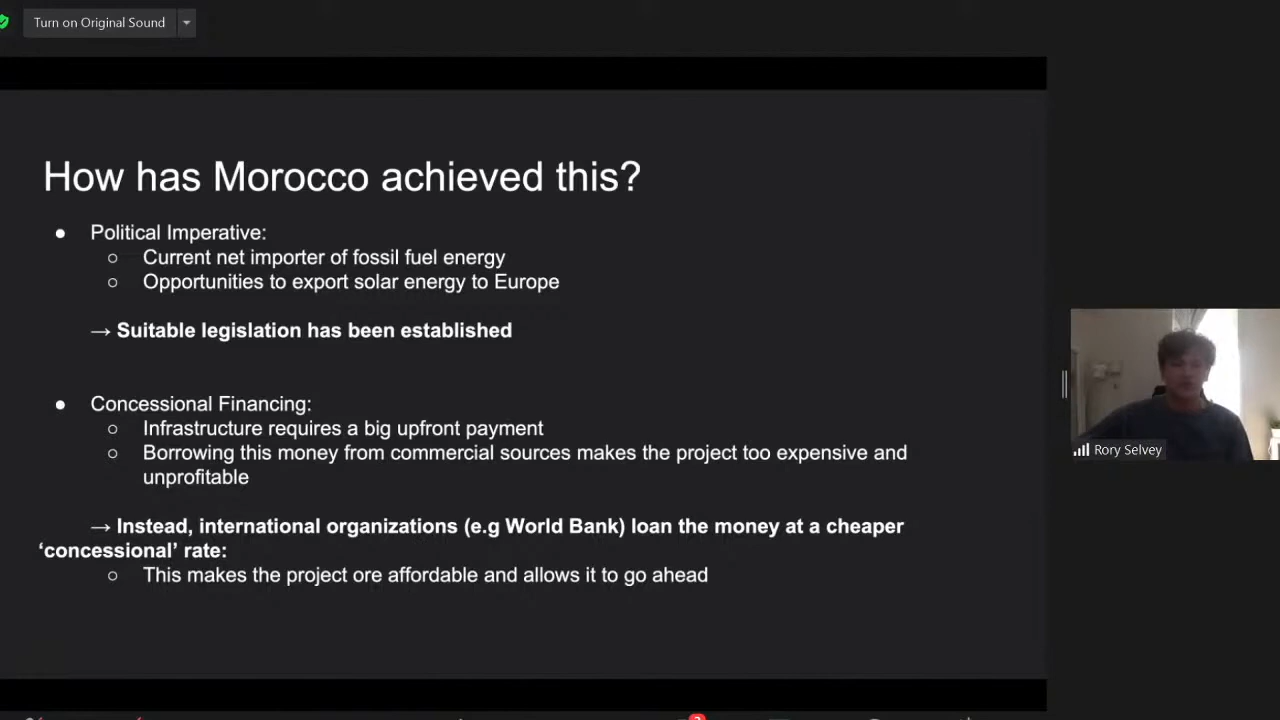 Turn on Original Sound
How has Morocco achieved this?
● Political Imperative:
○ Current net importer of fossil fuel energy
○ Opportunities to export solar energy to Europe
→ Suitable legislation has been established
● Concessional Financing:
○ Infrastructure requires a big upfront payment
○ Borrowing this money from commercial sources makes the project too expensive and
unprofitable
→ Instead, international organizations (e.g World Bank) loan the money at a cheaper
‘concessional’ rate:
○ This makes the project ore affordable and allows it to go ahead
Rory Selvey